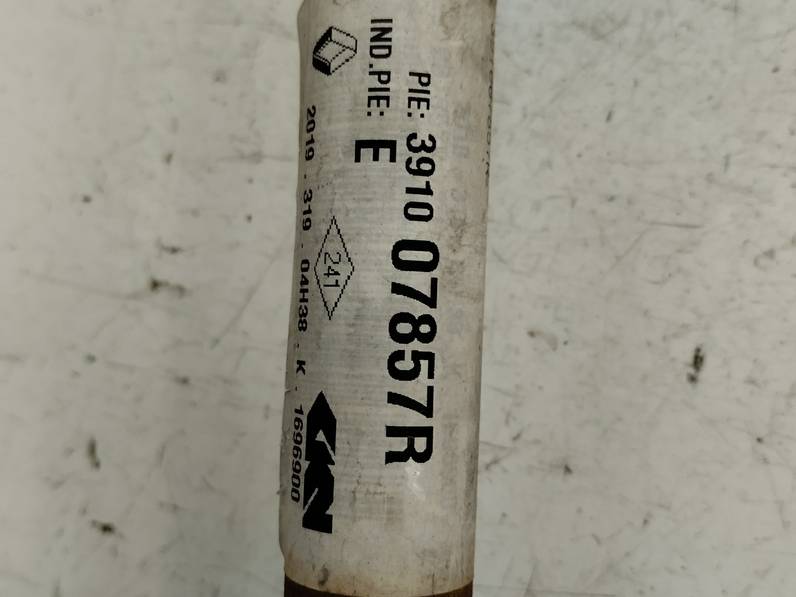 PIE: 3910 07857R
IND.PIE: E
241
2019 . 319 . 04H38 . K . 1696900